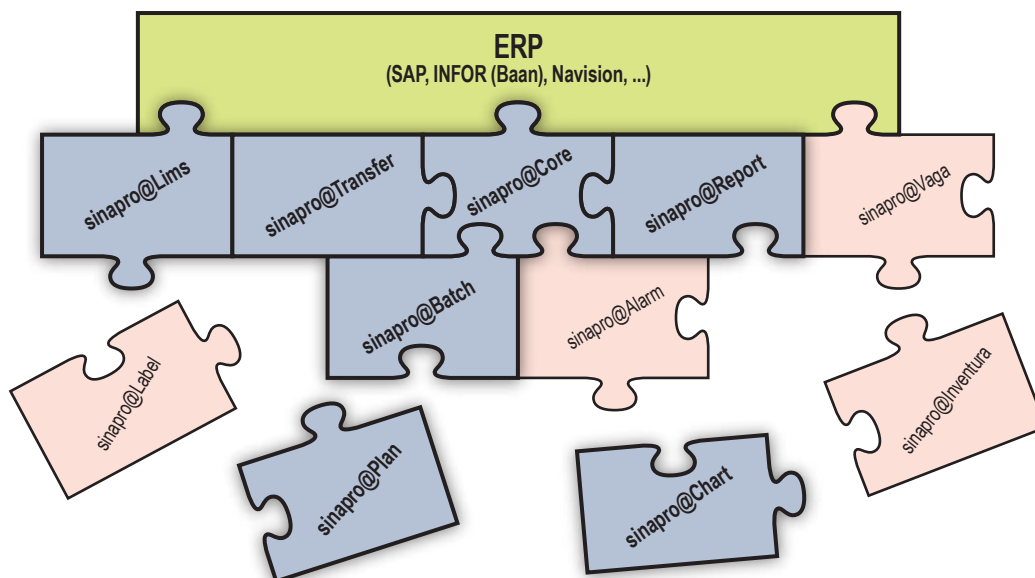 ERP
(SAP, INFOR (Baan), Navision, ...)
sinapro@Lims
sinapro@Transfer
sinapro@Core
sinapro@Report
sinapro@Vaga
sinapro@Batch
sinapro@Alarm
sinapro@Label
sinapro@Plan
sinapro@Chart
sinapro@Inventura